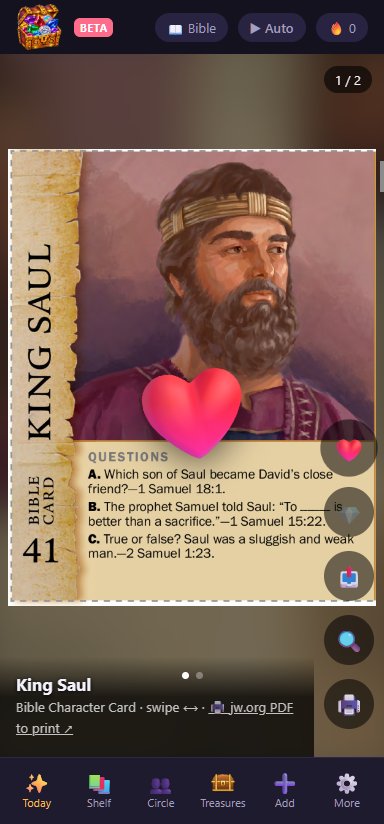 BETA
Bible
Auto
0
1 / 2
KING SAUL
BIBLE
CARD
41
QUESTIONS
A. Which son of Saul became David's close
friend?—1 Samuel 18:1.
B. The prophet Samuel told Saul: “To _____ is
better than a sacrifice.”—1 Samuel 15:22.
C. True or false? Saul was a sluggish and weak
man.—2 Samuel 1:23.
King Saul
Bible Character Card · swipe ↔ · jw.org PDF
to print ↗
Today
Shelf
Circle
Treasures
Add
More